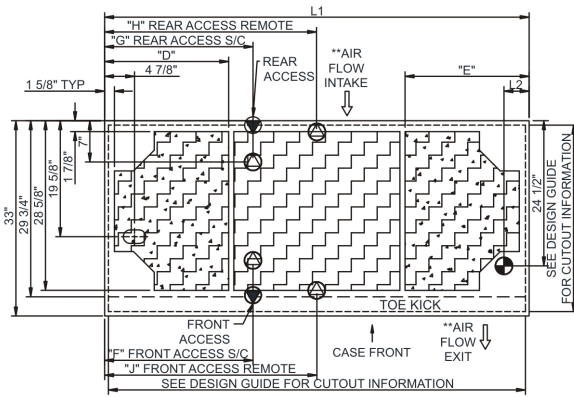 L1
"H" REAR ACCESS REMOTE
"G" REAR ACCESS S/C
"D"
4 7/8"
1 5/8" TYP
REAR
ACCESS
**AIR
FLOW
INTAKE
"E"
L2
33"
29 3/4"
28 5/8"
19 5/8"
1 7/8"
7"
24 1/2"
SEE DESIGN GUIDE
FOR CUTOUT INFORMATION
TOE KICK
FRONT
ACCESS
"F" FRONT ACCESS S/C
CASE FRONT
**AIR
FLOW
EXIT
"J" FRONT ACCESS REMOTE
SEE DESIGN GUIDE FOR CUTOUT INFORMATION